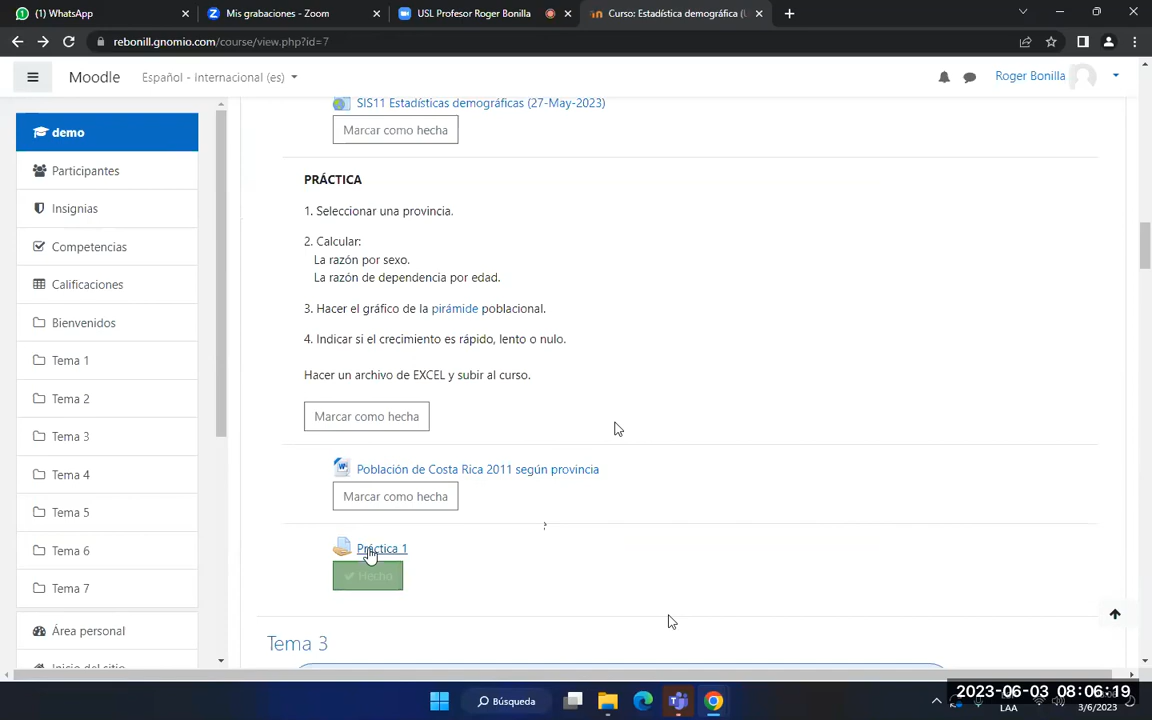 WhatsApp
Mis grabaciones - Zoom
USL Profesor Roger Bonilla
Curso: Estadística demográfica (
rebonill.gnomio.com/course/view.php?id=7
Moodle
Español - internacional (es)
Roger Bonilla
demo
Participantes
Insignias
Competencias
Calificaciones
Bienvenidos
Tema 1
Tema 2
Tema 3
Tema 4
Tema 5
Tema 6
Tema 7
Área personal
Inicio del sitio
SIS11 Estadísticas demográficas (27-May-2023)
Marcar como hecha
PRÁCTICA
1. Seleccionar una provincia.
2. Calcular:
La razón por sexo.
La razón de dependencia por edad.
3. Hacer el gráfico de la pirámide poblacional.
4. Indicar si el crecimiento es rápido, lento o nulo.
Hacer un archivo de EXCEL y subir al curso.
Marcar como hecha
Población de Costa Rica 2011 según provincia
Marcar como hecha
Práctica 1
Hecho
Tema 3
Búsqueda
2023-06-03 08:06:19
LAA
3/6/2023